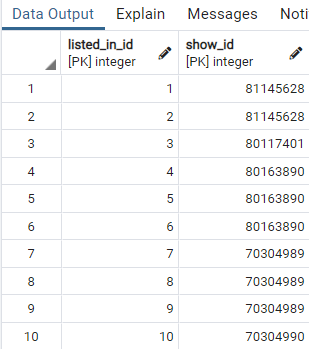 Data Output Explain Messages Noti
listed_in_id show_id
[PK] integer [PK] integer
1 1 81145628
2 2 81145628
3 3 80117401
4 4 80163890
5 5 80163890
6 6 80163890
7 7 70304989
8 8 70304989
9 9 70304989
10 10 70304990